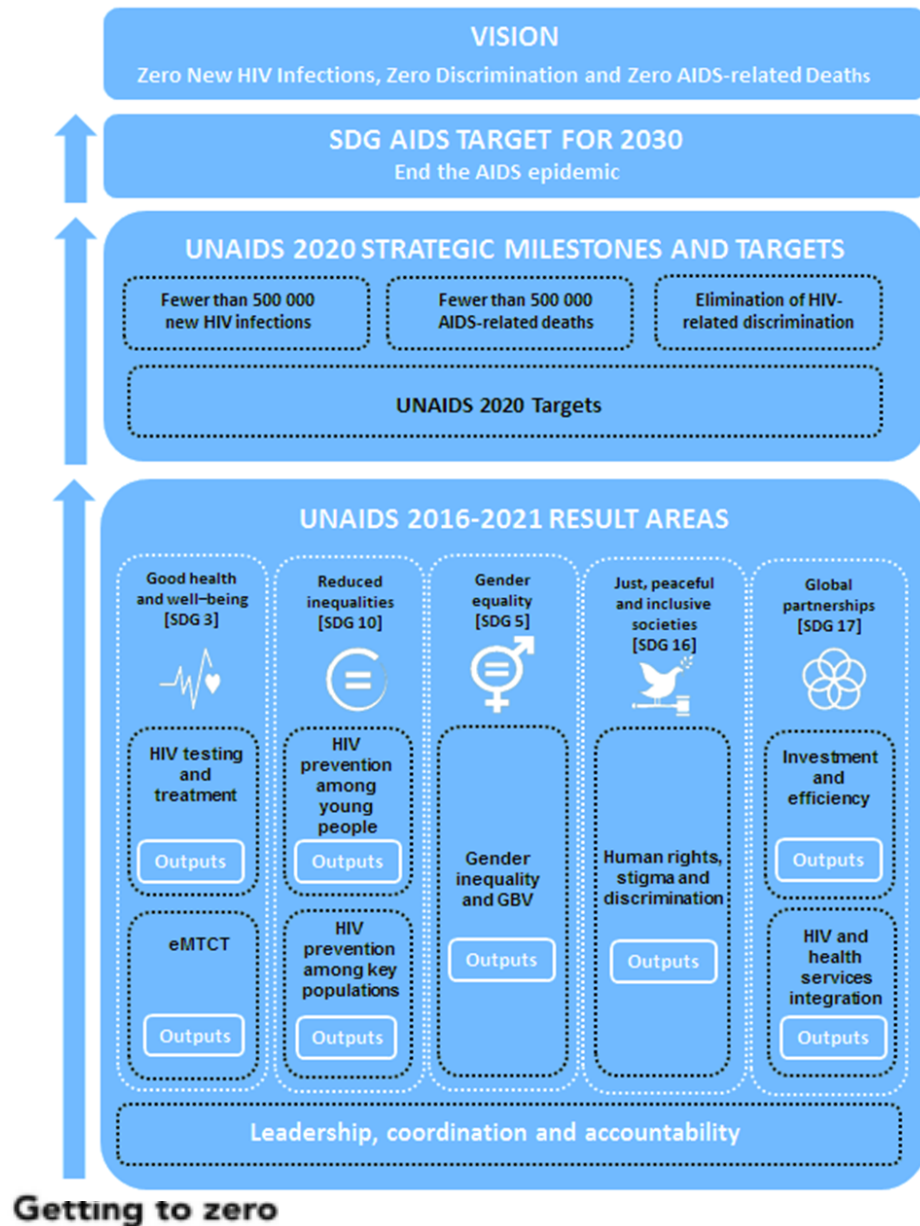 VISION
Zero New HIV Infections, Zero Discrimination and Zero AIDS-related Deaths
SDG AIDS TARGET FOR 2030
End the AIDS epidemic
UNAIDS 2020 STRATEGIC MILESTONES AND TARGETS
Fewer than 500 000
new HIV infections
Fewer than 500 000
AIDS-related deaths
Elimination of HIV-
related discrimination
UNAIDS 2020 Targets
UNAIDS 2016-2021 RESULT AREAS
Good health
and well–being
[SDG 3]
HIV testing
and
treatment
Outputs
eMTCT
Outputs
Reduced
inequalities
[SDG 10]
HIV
prevention
among
young
people
Outputs
HIV
prevention
among key
populations
Outputs
Gender
equality
[SDG 5]
Gender
inequality
and GBV
Outputs
Just, peaceful
and inclusive
societies
[SDG 16]
Human rights,
stigma and
discrimination
Outputs
Global
partnerships
[SDG 17]
Investment
and
efficiency
Outputs
HIV and
health
services
integration
Outputs
Leadership, coordination and accountability
Getting to zero